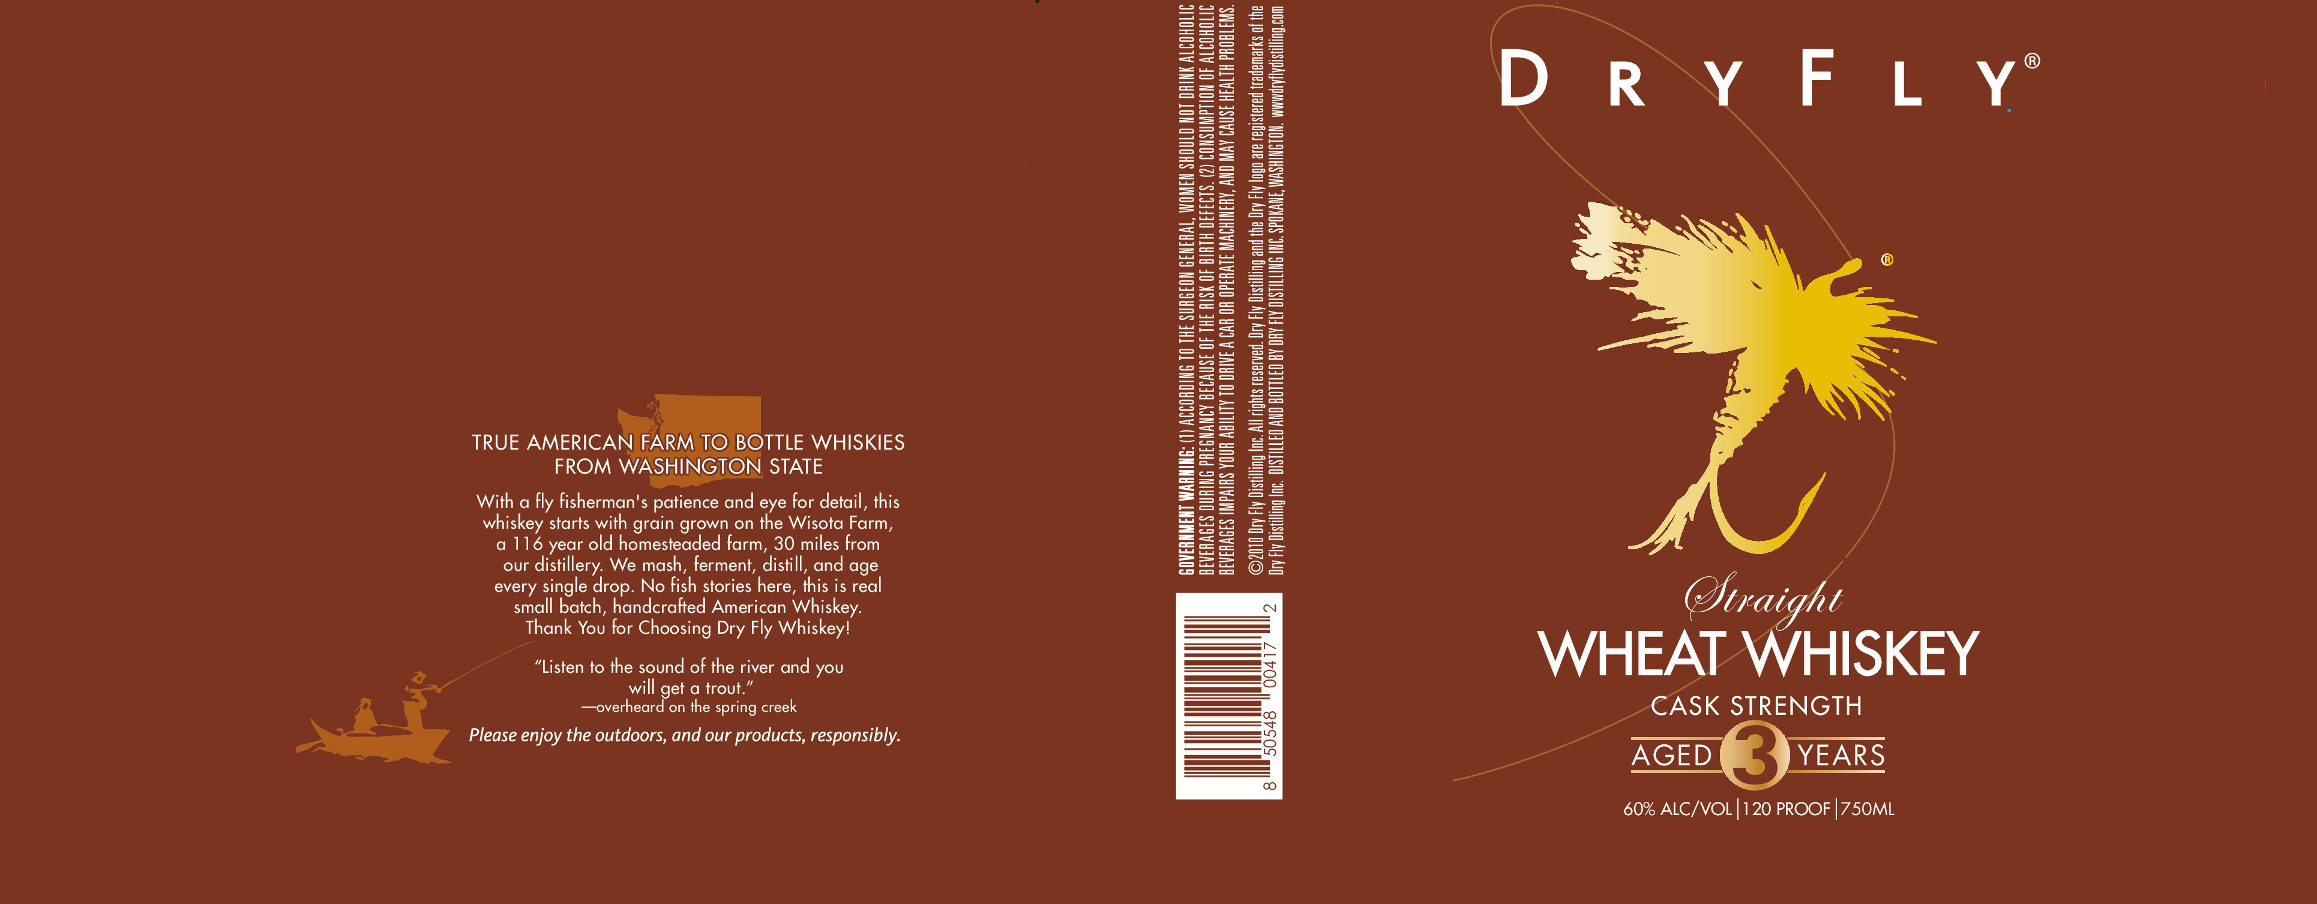 TRUE AMERICAN FARM TO BOTTLE WHISKIES
FROM WASHINGTON STATE
With a fly fisherman's patience and eye for detail, this
whiskey starts with grain grown on the Wisota Farm,
a 116 year old homesteaded farm, 30 miles from
our distillery. We mash, ferment, distill, and age
every single drop. No fish stories here, this is real
small batch, handcrafted American Whiskey.
Thank You for Choosing Dry Fly Whiskey!
“Listen to the sound of the river and you
will get a trout.”
—overheard on the spring creek
Please enjoy the outdoors, and our products, responsibly.
GOVERNMENT WARNING: (1) ACCORDING TO THE SURGEON GENERAL, WOMEN SHOULD NOT DRINK ALCOHOLIC
BEVERAGES DURING PREGNANCY BECAUSE OF THE RISK OF BIRTH DEFECTS. (2) CONSUMPTION OF ALCOHOLIC
BEVERAGES IMPAIRS YOUR ABILITY TO DRIVE A CAR OR OPERATE MACHINERY, AND MAY CAUSE HEALTH PROBLEMS.
©2010 Dry Fly Distilling Inc. All rights reserved. Dry Fly Distilling and the Dry Fly logo are registered trademarks of the
Dry Fly Distilling Inc. DISTILLED AND BOTTLED BY DRY FLY DISTILLING INC. SPOKANE, WASHINGTON. www.dryflydistilling.com
8 50548 00417 2
DRY FLY®
®
Straight
WHEAT WHISKEY
CASK STRENGTH
AGED 3 YEARS
60% ALC/VOL|120 PROOF|750ML